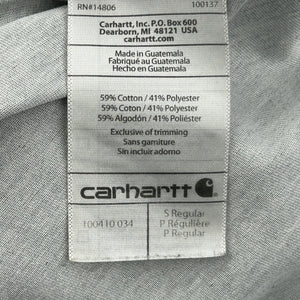 RN#14806 100137
Carhartt, Inc. P.O. Box 600
Dearborn, MI 48121 USA
carhartt.com
Made in Guatemala
Fabriqué au Guatemala
Hecho en Guatemala
59% Cotton / 41% Polyester
59% Coton / 41% Polyester
59% Algodón / 41% Poliéster
Exclusive of trimming
Sans garniture
Sin incluir adorno
carhartt
100410 034
S Regular
P Régulière
P Regular